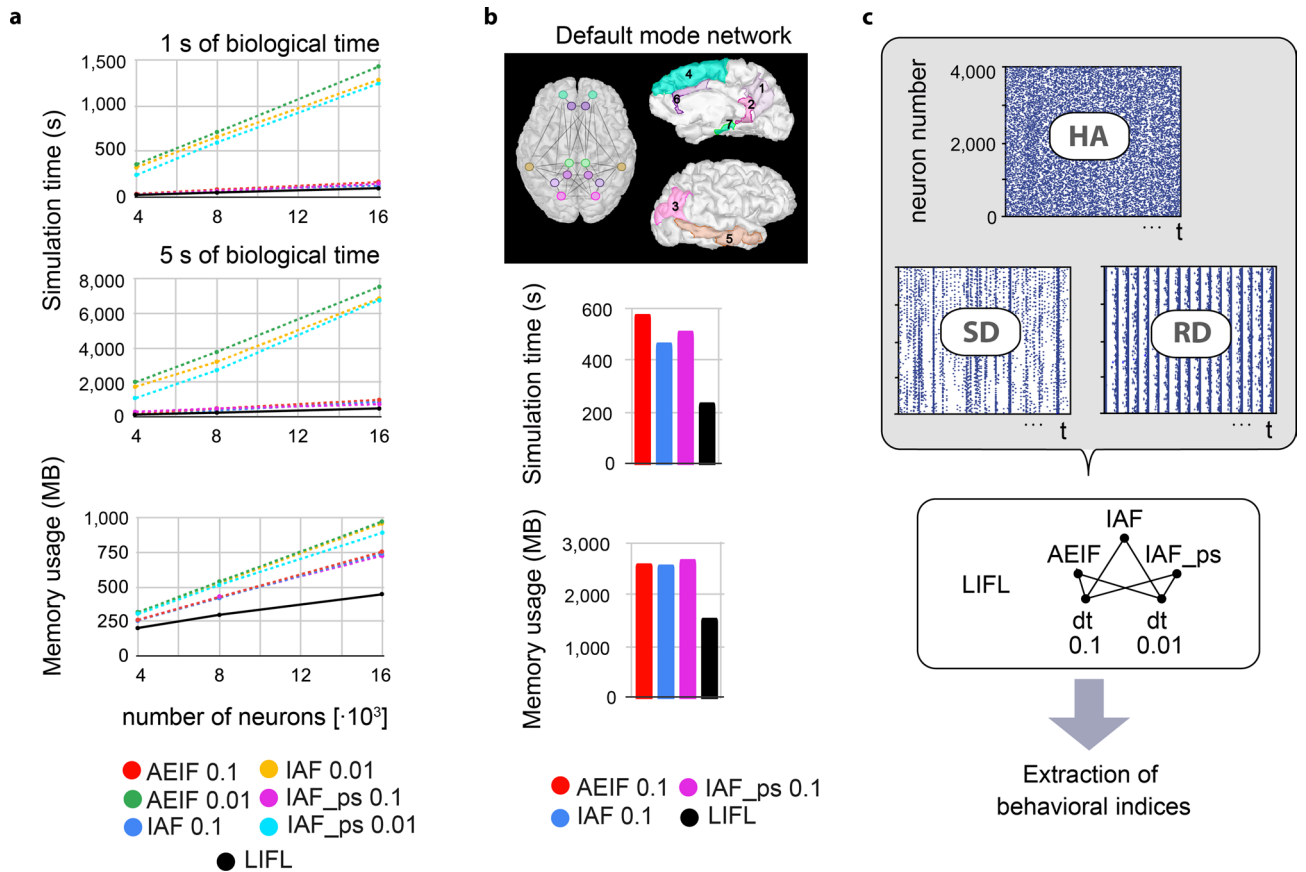 a
1 s of biological time
1,500
1,000
500
0
4
8
12
16
5 s of biological time
8,000
6,000
4,000
2,000
0
4
8
12
16
Simulation time (s)
1,000
750
500
250
0
4
8
12
16
Memory usage (MB)
number of neurons [·10³]
AEIF 0.1
IAF 0.01
AEIF 0.01
IAF_ps 0.1
IAF 0.1
IAF_ps 0.01
LIFL
b
Default mode network
4
1
6
2
7
3
5
Simulation time (s)
600
400
200
0
Memory usage (MB)
3,000
2,000
1,000
0
AEIF 0.1
IAF_ps 0.1
IAF 0.1
LIFL
c
neuron number
4,000
2,000
0
HA
··· t
SD
··· t
RD
··· t
IAF
AEIF
IAF_ps
LIFL
dt
dt
0.1
0.01
Extraction of
behavioral indices